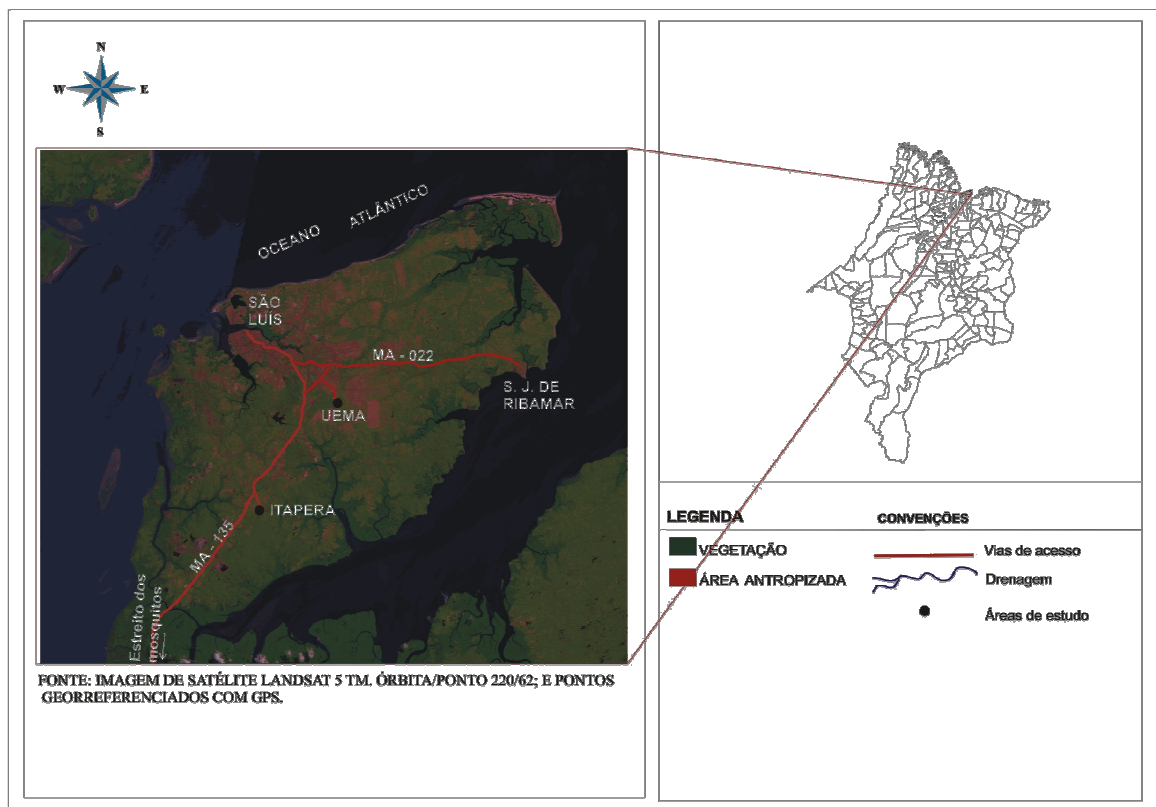 N
W E
S
OCEANO ATLÂNTICO
SÃO
LUÍS
MA - 022
S. J. DE
RIBAMAR
UEMA
ITAPERA
MA - 135
Estreito dos
mosquitos
FONTE: IMAGEM DE SATÉLITE LANDSAT 5 TM. ÓRBITA/PONTO 220/62; E PONTOS
GEORREFERENCIADOS COM GPS.
LEGENDA
VEGETAÇÃO
ÁREA ANTROPIZADA
CONVENÇÕES
Vias de acesso
Drenagem
Áreas de estudo